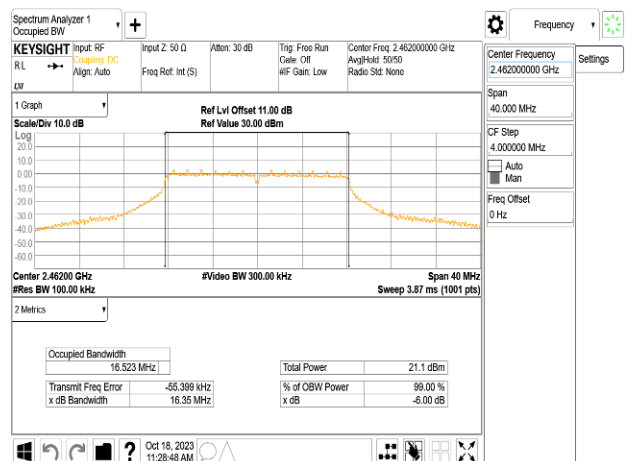 Spectrum Analyzer 1
Occupied BW
KEYSIGHT
RL
Input: RF
Coupling: DC
Align: Auto
Input Z: 50 Ω
Freq Ref: Int (S)
Atten: 30 dB
Trig: Free Run
Gate: Off
#IF Gain: Low
Center Freq: 2.462000000 GHz
Avg|Hold: 50/50
Radio Std: None
1 Graph
Scale/Div 10.0 dB
Ref Lvl Offset 11.00 dB
Ref Value 30.00 dBm
Log
20.0
10.0
0.00
-10.0
-20.0
-30.0
-40.0
-50.0
-60.0
Center 2.46200 GHz
#Res BW 100.00 kHz
#Video BW 300.00 kHz
Span 40 MHz
Sweep 3.87 ms (1001 pts)
2 Metrics
Occupied Bandwidth
16.523 MHz
Transmit Freq Error -55.399 kHz
x dB Bandwidth 16.35 MHz
Total Power 21.1 dBm
% of OBW Power 99.00 %
x dB -6.00 dB
Oct 18, 2023
11:28:48 AM
Frequency
Settings
Center Frequency
2.462000000 GHz
Span
40.000 MHz
CF Step
4.000000 MHz
Auto
Man
Freq Offset
0 Hz